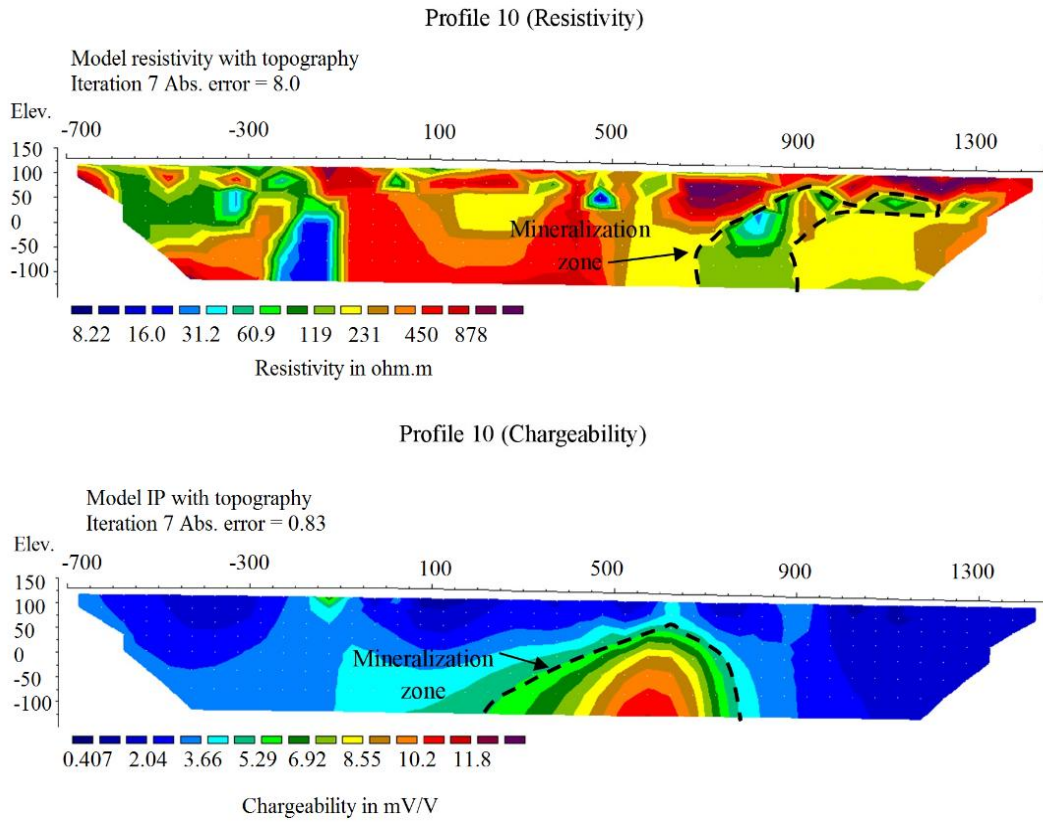 Profile 10 (Resistivity)
Model resistivity with topography
Iteration 7 Abs. error = 8.0
Elev.
-700 -300 100 500 900 1300
150
100
50
0
-50
-100
Mineralization
zone
8.22 16.0 31.2 60.9 119 231 450 878
Resistivity in ohm.m
Profile 10 (Chargeability)
Model IP with topography
Iteration 7 Abs. error = 0.83
Elev.
-700 -300 100 500 900 1300
150
100
50
0
-50
-100
Mineralization
zone
0.407 2.04 3.66 5.29 6.92 8.55 10.2 11.8
Chargeability in mV/V